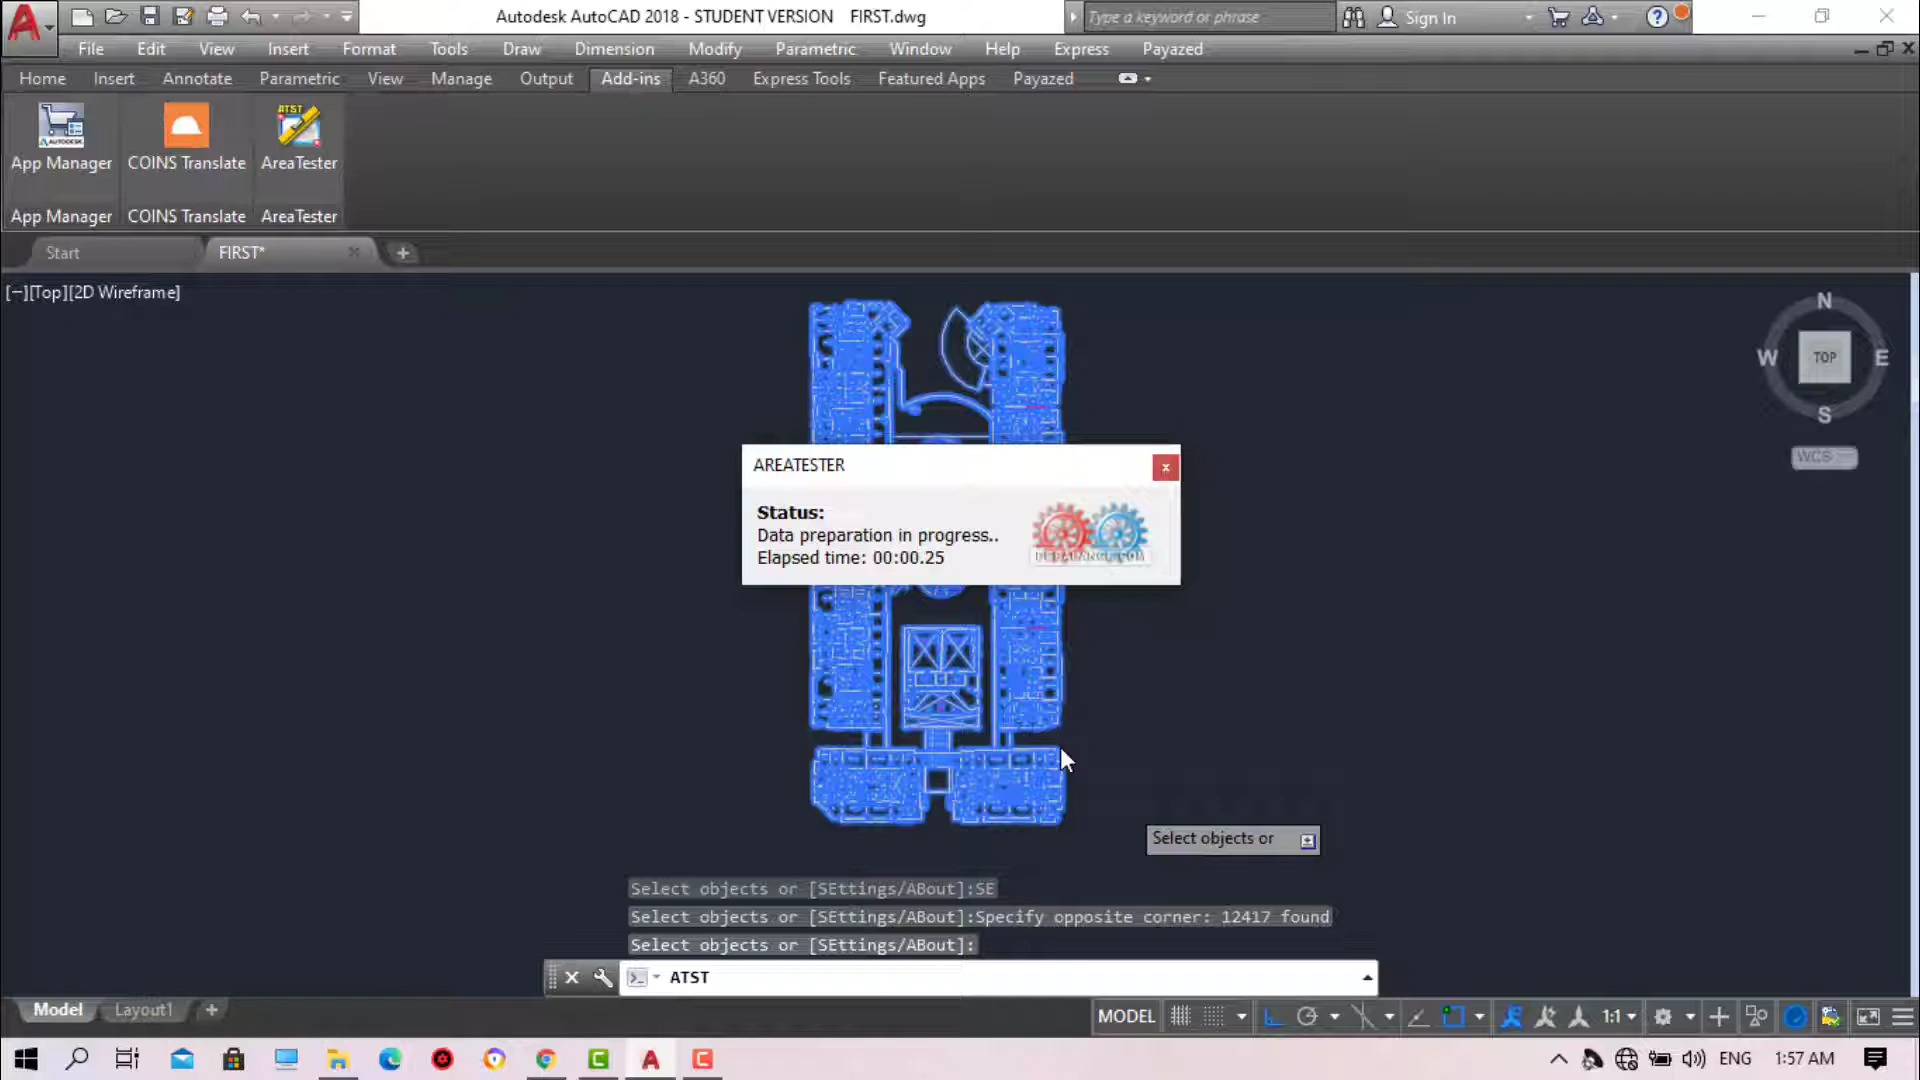 Autodesk AutoCAD 2018 - STUDENT VERSION FIRST.dwg
Type a keyword or phrase
Sign In
File Edit View Insert Format Tools Draw Dimension Modify Parametric Window Help Express Payazed
Home Insert Annotate Parametric View Manage Output Add-ins A360 Express Tools Featured Apps Payazed
AUTODESK
ATST
App Manager COINS Translate AreaTester
App Manager COINS Translate AreaTester
Start FIRST*
[−][Top][2D Wireframe]
N
W TOP E
S
WCS
AREATESTER
Status:
Data preparation in progress..
Elapsed time: 00:00.25
Select objects or
Select objects or [SEttings/ABout]:SE
Select objects or [SEttings/ABout]:Specify opposite corner: 12417 found
Select objects or [SEttings/ABout]:
ATST
Model Layout1
MODEL 1:1
ENG 1:57 AM